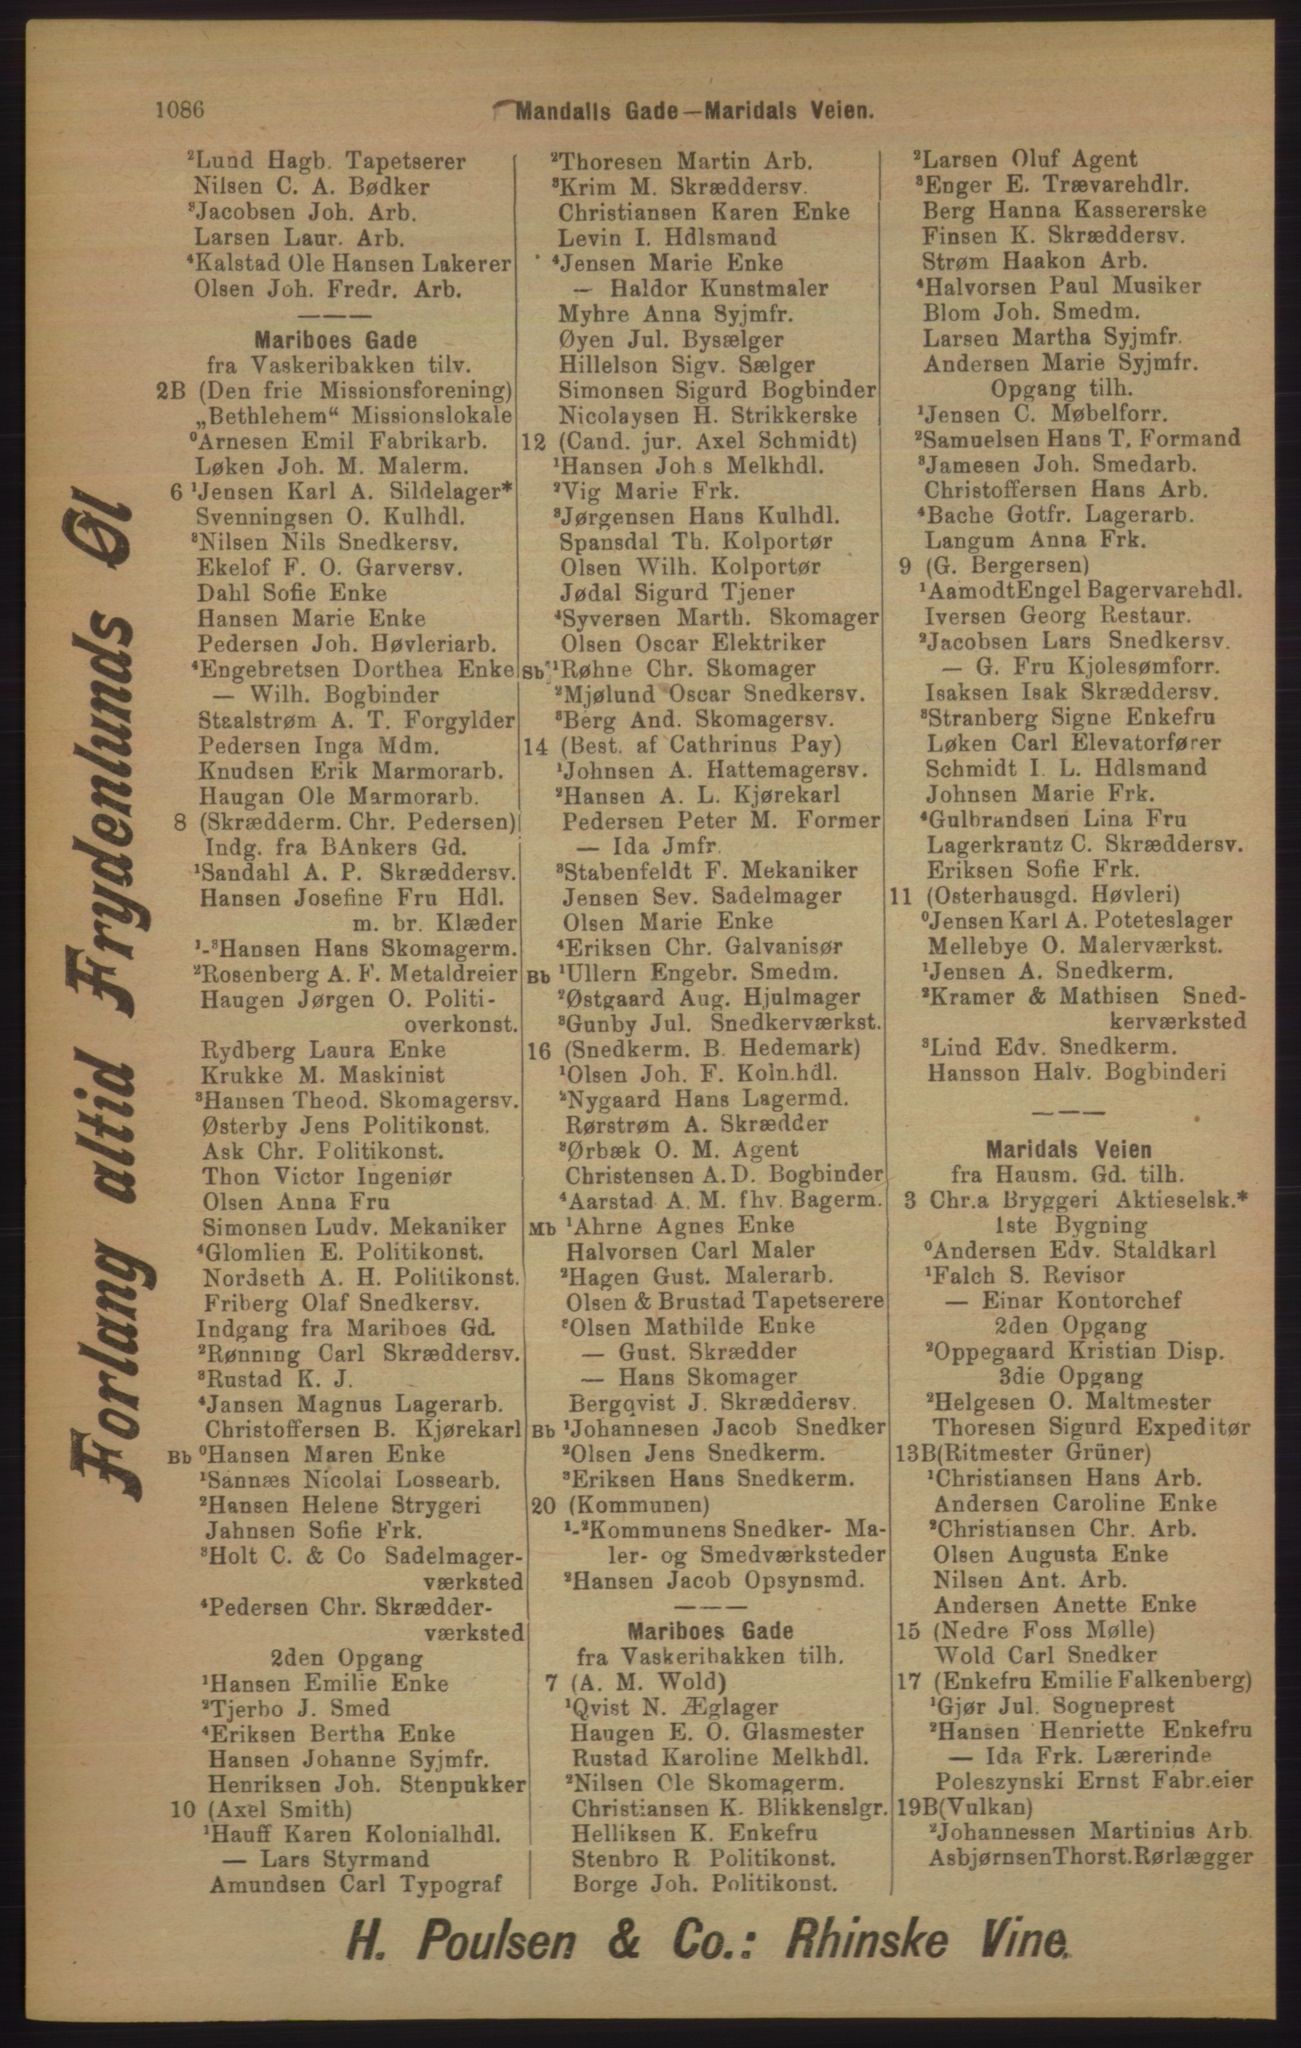 1086
Mandalls Gade—Maridals Veien.
²Lund Hagb. Tapetserer
Nilsen C. A. Bødker
³Jacobsen Joh. Arb.
Larsen Laur. Arb.
⁴Kalstad Ole Hansen Lakerer
Olsen Joh. Fredr. Arb.
Mariboes Gade
fra Vaskeribakken tilv.
2B (Den frie Missionsforening)
„Bethlehem“ Missionslokale
⁰Arnesen Emil Fabrikarb.
Løken Joh. M. Malerm.
6 ¹Jensen Karl A. Sildelager*
Svenningsen O. Kulhdl.
³Nilsen Nils Snedkersv.
Ekelof F. O. Garversv.
Dahl Sofie Enke
Hansen Marie Enke
Pedersen Joh. Høvleriarb.
⁴Engebretsen Dorthea Enke
— Wilh. Bogbinder
Staalstrøm A. T. Forgylder
Pedersen Inga Mdm.
Knudsen Erik Marmorarb.
Haugan Ole Marmorarb.
8 (Skrædderm. Chr. Pedersen)
Indg. fra BAnkers Gd.
¹Sandahl A. P. Skræddersv.
Hansen Josefine Fru Hdl.
m. br. Klæder
¹-³Hansen Hans Skomagerm.
²Rosenberg A. F. Metaldreier
Haugen Jørgen O. Politi-
overkonst.
Rydberg Laura Enke
Krukke M. Maskinist
³Hansen Theod. Skomagersv.
Østerby Jens Politikonst.
Ask Chr. Politikonst.
Thon Victor Ingeniør
Olsen Anna Fru
Simonsen Ludv. Mekaniker
⁴Glomlien E. Politikonst.
Nordseth A. H. Politikonst.
Friberg Olaf Snedkersv.
Indgang fra Mariboes Gd.
²Rønning Carl Skræddersv.
³Rustad K. J.
⁴Jansen Magnus Lagerarb.
Christoffersen B. Kjørekarl
Bb ⁰Hansen Maren Enke
¹Sannæs Nicolai Lossearb.
²Hansen Helene Strygeri
Jahnsen Sofie Frk.
³Holt C. & Co Sadelmager-
værksted
⁴Pedersen Chr. Skrædder-
værksted
2den Opgang
¹Hansen Emilie Enke
²Tjerbo J. Smed
⁴Eriksen Bertha Enke
Hansen Johanne Syjmfr.
Henriksen Joh. Stenpukker
10 (Axel Smith)
¹Hauff Karen Kolonialhdl.
— Lars Styrmand
Amundsen Carl Typograf
²Thoresen Martin Arb.
³Krim M. Skræddersv.
Christiansen Karen Enke
Levin I. Hdlsmand
⁴Jensen Marie Enke
— Haldor Kunstmaler
Myhre Anna Syjmfr.
Øyen Jul. Bysælger
Hillelson Sigv. Sælger
Simonsen Sigurd Bogbinder
Nicolaysen H. Strikkerske
12 (Cand. jur. Axel Schmidt)
¹Hansen Joh s Melkhdl.
²Vig Marie Frk.
³Jørgensen Hans Kulhdl.
Spansdal Th. Kolportør
Olsen Wilh. Kolportør
Jødal Sigurd Tjener
⁴Syversen Marth. Skomager
Olsen Oscar Elektriker
Sb ¹Røhne Chr. Skomager
²Mjølund Oscar Snedkersv.
³Berg And. Skomagersv.
14 (Best. af Cathrinus Pay)
¹Johnsen A. Hattemagersv.
²Hansen A. L. Kjørekarl
Pedersen Peter M. Former
— Ida Jmfr.
³Stabenfeldt F. Mekaniker
Jensen Sev. Sadelmager
Olsen Marie Enke
⁴Eriksen Chr. Galvanisør
Bb ¹Ullern Engebr. Smedm.
²Østgaard Aug. Hjulmager
³Gunby Jul. Snedkerværkst.
16 (Snedkerm. B. Hedemark)
¹Olsen Joh. F. Koln.hdl.
²Nygaard Hans Lagermd.
Rørstrøm A. Skrædder
³Ørbæk O. M. Agent
Christensen A. D. Bogbinder
⁴Aarstad A. M. fhv. Bagerm.
Mb ¹Ahrne Agnes Enke
Halvorsen Carl Maler
²Hagen Gust. Malerarb.
Olsen & Brustad Tapetserere
³Olsen Mathilde Enke
— Gust. Skrædder
— Hans Skomager
Bergqvist J. Skræddersv.
Bb ¹Johannesen Jacob Snedker
²Olsen Jens Snedkerm.
³Eriksen Hans Snedkerm.
20 (Kommunen)
¹-²Kommunens Snedker- Ma-
ler- og Smedværksteder
²Hansen Jacob Opsynsmd.
Mariboes Gade
fra Vaskeribakken tilh.
7 (A. M. Wold)
¹Qvist N. Æglager
Haugen E. O. Glasmester
Rustad Karoline Melkhdl.
²Nilsen Ole Skomagerm.
Christiansen K. Blikkenslgr.
Helliksen K. Enkefru
Stenbro R Politikonst.
Borge Joh. Politikonst.
²Larsen Oluf Agent
³Enger E. Trævarehdlr.
Berg Hanna Kassererske
Finsen K. Skræddersv.
Strøm Haakon Arb.
⁴Halvorsen Paul Musiker
Blom Joh. Smedm.
Larsen Martha Syjmfr.
Andersen Marie Syjmfr.
Opgang tilh.
¹Jensen C. Møbelforr.
²Samuelsen Hans T. Formand
³Jamesen Joh. Smedarb.
Christoffersen Hans Arb.
⁴Bache Gotfr. Lagerarb.
Langum Anna Frk.
9 (G. Bergersen)
¹Aamodt Engel Bagervarehdl.
Iversen Georg Restaur.
²Jacobsen Lars Snedkersv.
— G. Fru Kjolesømforr.
Isaksen Isak Skræddersv.
³Stranberg Signe Enkefru
Løken Carl Elevatorfører
Schmidt I. L. Hdlsmand
Johnsen Marie Frk.
⁴Gulbrandsen Lina Fru
Lagerkrantz C. Skræddersv.
Eriksen Sofie Frk.
11 (Osterhausgd. Høvleri)
⁰Jensen Karl A. Poteteslager
Mellebye O. Malerværkst.
¹Jensen A. Snedkerm.
²Kramer & Mathisen Sned-
kerværksted
³Lind Edv. Snedkerm.
Hansson Halv. Bogbinderi
Maridals Veien
fra Hausm. Gd. tilh.
3 Chr.a Bryggeri Aktieselsk.*
1ste Bygning
⁰Andersen Edv. Staldkarl
¹Falch S. Revisor
— Einar Kontorchef
2den Opgang
²Oppegaard Kristian Disp.
3die Opgang
²Helgesen O. Maltmester
Thoresen Sigurd Expeditør
13B(Ritmester Grüner)
¹Christiansen Hans Arb.
Andersen Caroline Enke
²Christiansen Chr. Arb.
Olsen Augusta Enke
Nilsen Ant. Arb.
Andersen Anette Enke
15 (Nedre Foss Mølle)
Wold Carl Snedker
17 (Enkefru Emilie Falkenberg)
¹Gjør Jul. Sogneprest
²Hansen Henriette Enkefru
— Ida Frk. Lærerinde
Poleszynski Ernst Fabr.eier
19B(Vulkan)
²Johannessen Martinius Arb.
Asbjørnsen Thorst. Rørlægger
Forlang altid Frydenlunds Øl
H. Poulsen & Co.: Rhinske Vine.